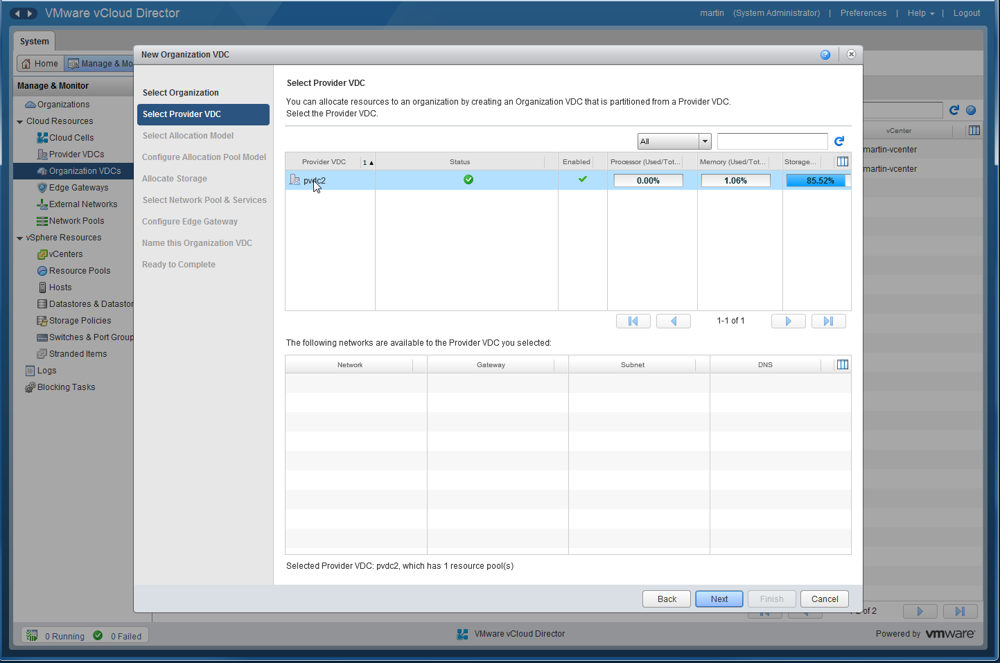 VMware vCloud Director
martin (System Administrator) | Preferences | Help | Logout
System
Home
Manage & Mo
Manage & Monitor
Organizations
Cloud Resources
Cloud Cells
Provider VDCs
Organization VDCs
Edge Gateways
External Networks
Network Pools
vSphere Resources
vCenters
Resource Pools
Hosts
Datastores & Datastor
Storage Policies
Switches & Port Group
Stranded Items
Logs
Blocking Tasks
New Organization VDC
Select Organization
Select Provider VDC
Select Allocation Model
Configure Allocation Pool Model
Allocate Storage
Select Network Pool & Services
Configure Edge Gateway
Name this Organization VDC
Ready to Complete
Select Provider VDC
You can allocate resources to an organization by creating an Organization VDC that is partitioned from a Provider VDC.
Select the Provider VDC.
All
Provider VDC 1 ▲ Status Enabled Processor (Used/Tot... Memory (Used/Tot... Storage...
pvdc2 0.00% 1.06% 85.52%
1-1 of 1
The following networks are available to the Provider VDC you selected:
Network Gateway Subnet DNS
Selected Provider VDC: pvdc2, which has 1 resource pool(s)
Back Next Finish Cancel
vCenter
martin-vcenter
martin-vcenter
of 2
0 Running 0 Failed
VMware vCloud Director
Powered by vmware